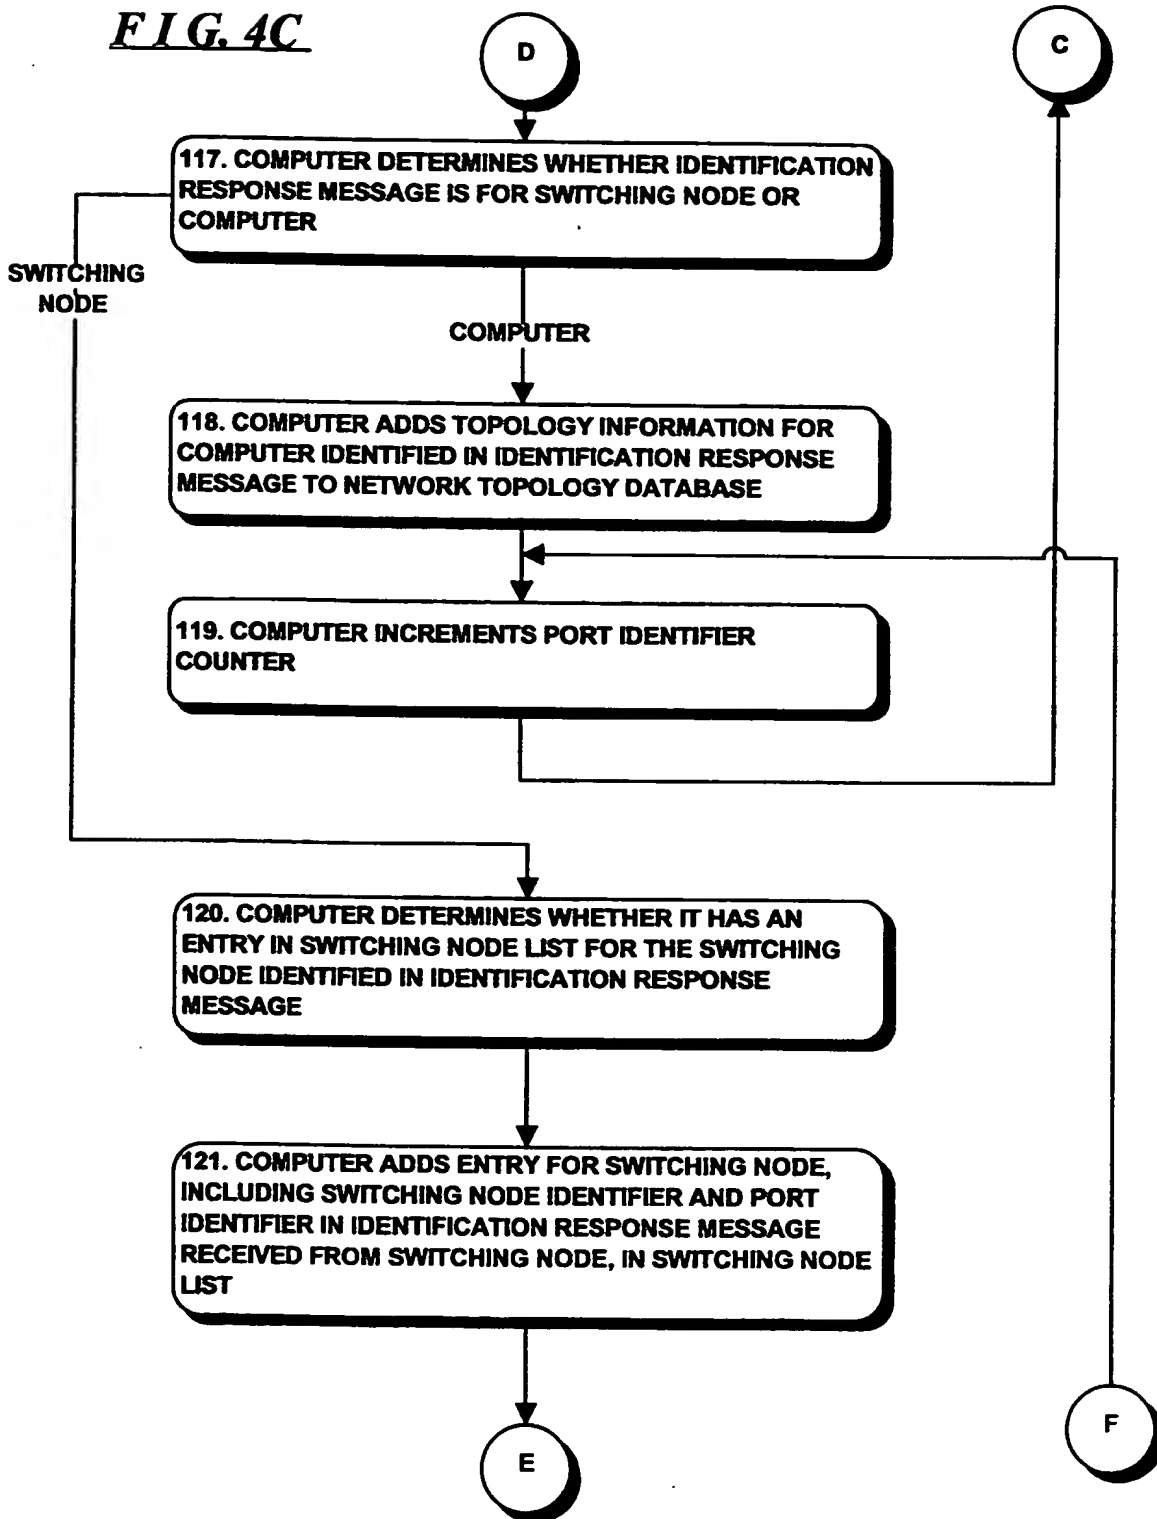 F I G. 4C
D
C
117. COMPUTER DETERMINES WHETHER IDENTIFICATION
RESPONSE MESSAGE IS FOR SWITCHING NODE OR
COMPUTER
SWITCHING
NODE
COMPUTER
118. COMPUTER ADDS TOPOLOGY INFORMATION FOR
COMPUTER IDENTIFIED IN IDENTIFICATION RESPONSE
MESSAGE TO NETWORK TOPOLOGY DATABASE
119. COMPUTER INCREMENTS PORT IDENTIFIER
COUNTER
120. COMPUTER DETERMINES WHETHER IT HAS AN
ENTRY IN SWITCHING NODE LIST FOR THE SWITCHING
NODE IDENTIFIED IN IDENTIFICATION RESPONSE
MESSAGE
121. COMPUTER ADDS ENTRY FOR SWITCHING NODE,
INCLUDING SWITCHING NODE IDENTIFIER AND PORT
IDENTIFIER IN IDENTIFICATION RESPONSE MESSAGE
RECEIVED FROM SWITCHING NODE, IN SWITCHING NODE
LIST
F
E